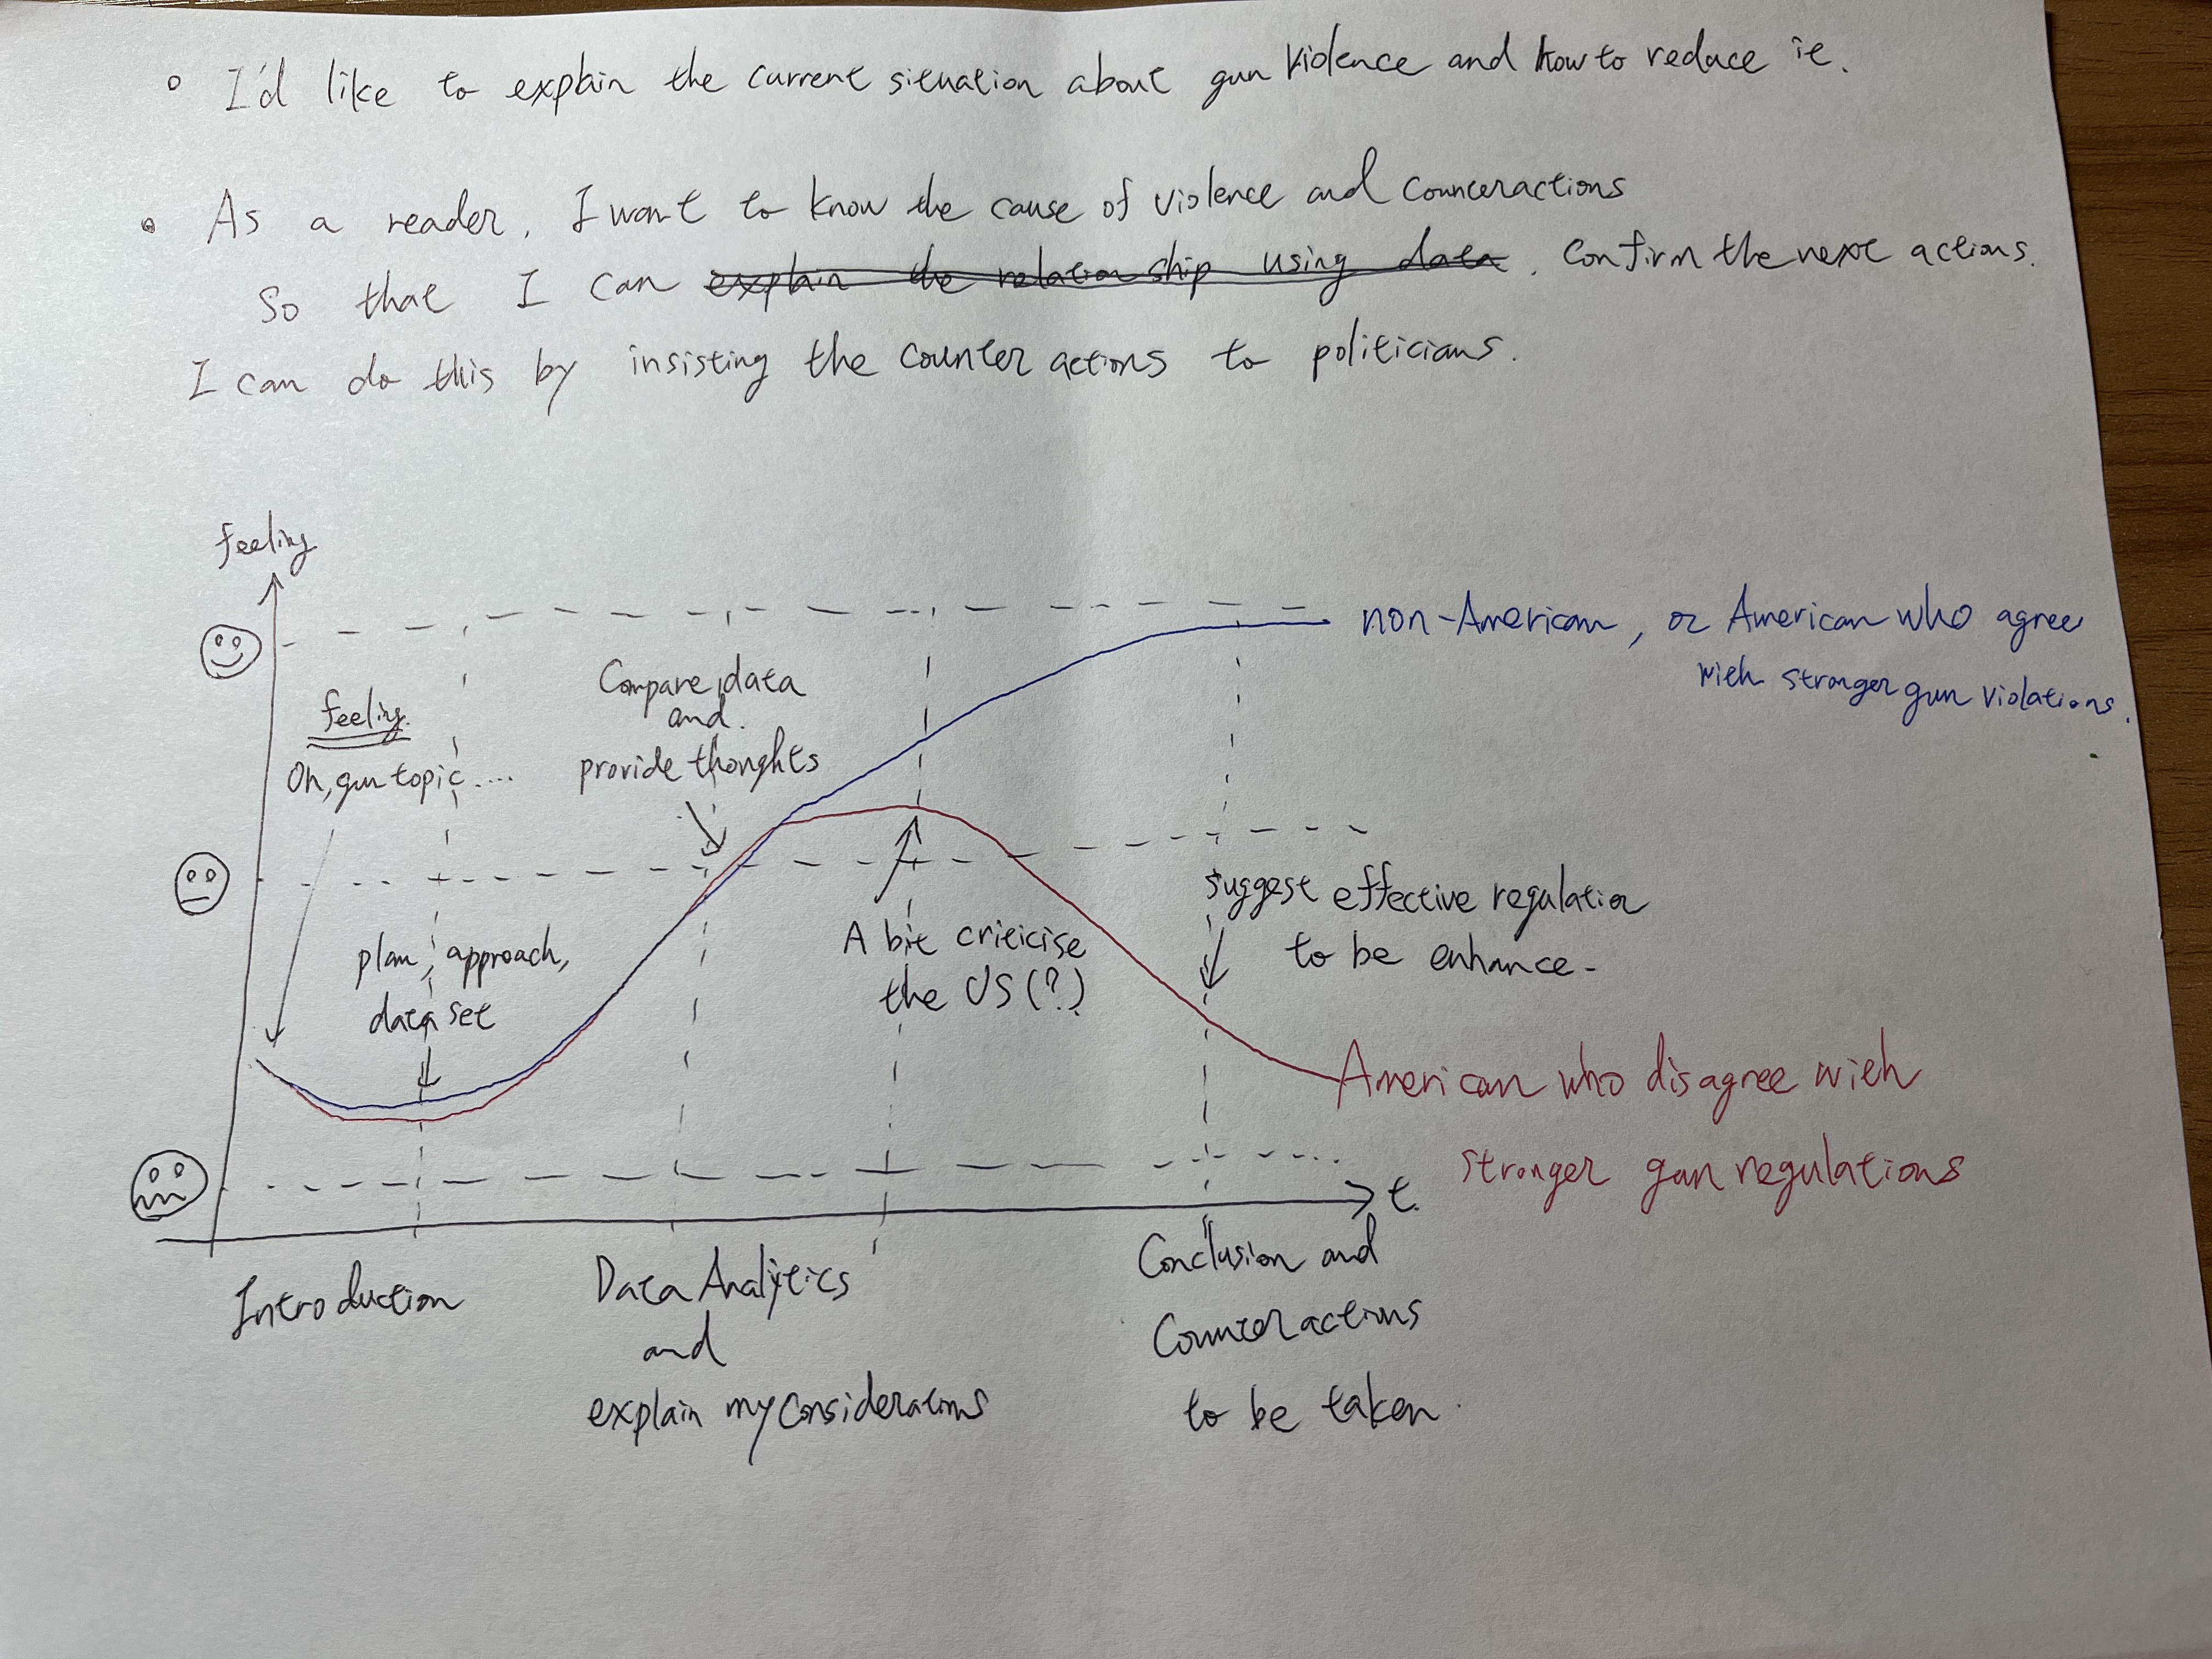 I'd like to explain the current situation about gun violence and how to reduce it.
As a reader, I want to know the cause of violence and counteractions
So that I can explain the relationship using data. Confirm the next actions.
I can do this by insisting the counter actions to politicians.
feeling
non-American, or American who agree
with stronger gun violations.
Compare data
and
provide thoughts
feeling.
Oh, gun topic....
suggest effective regulation
to be enhance-
A bit criticise
the US (?)
plan, approach,
data set
American who disagree with
stronger gun regulations
t.
Introduction
Data Analytics
and
explain my considerations
Conclusion and
Counter actions
to be taken.